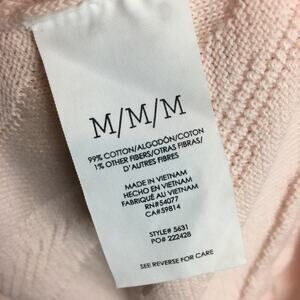 M/M/M
99% COTTON/ALGODÓN/COTON
1% OTHER FIBERS/OTRAS FIBRAS/
D'AUTRES FIBRES
MADE IN VIETNAM
HECHO EN VIETNAM
FABRIQUÉ AU VIETNAM
RN#54077
CA#59814
STYLE# 5631
PO# 222428
SEE REVERSE FOR CARE